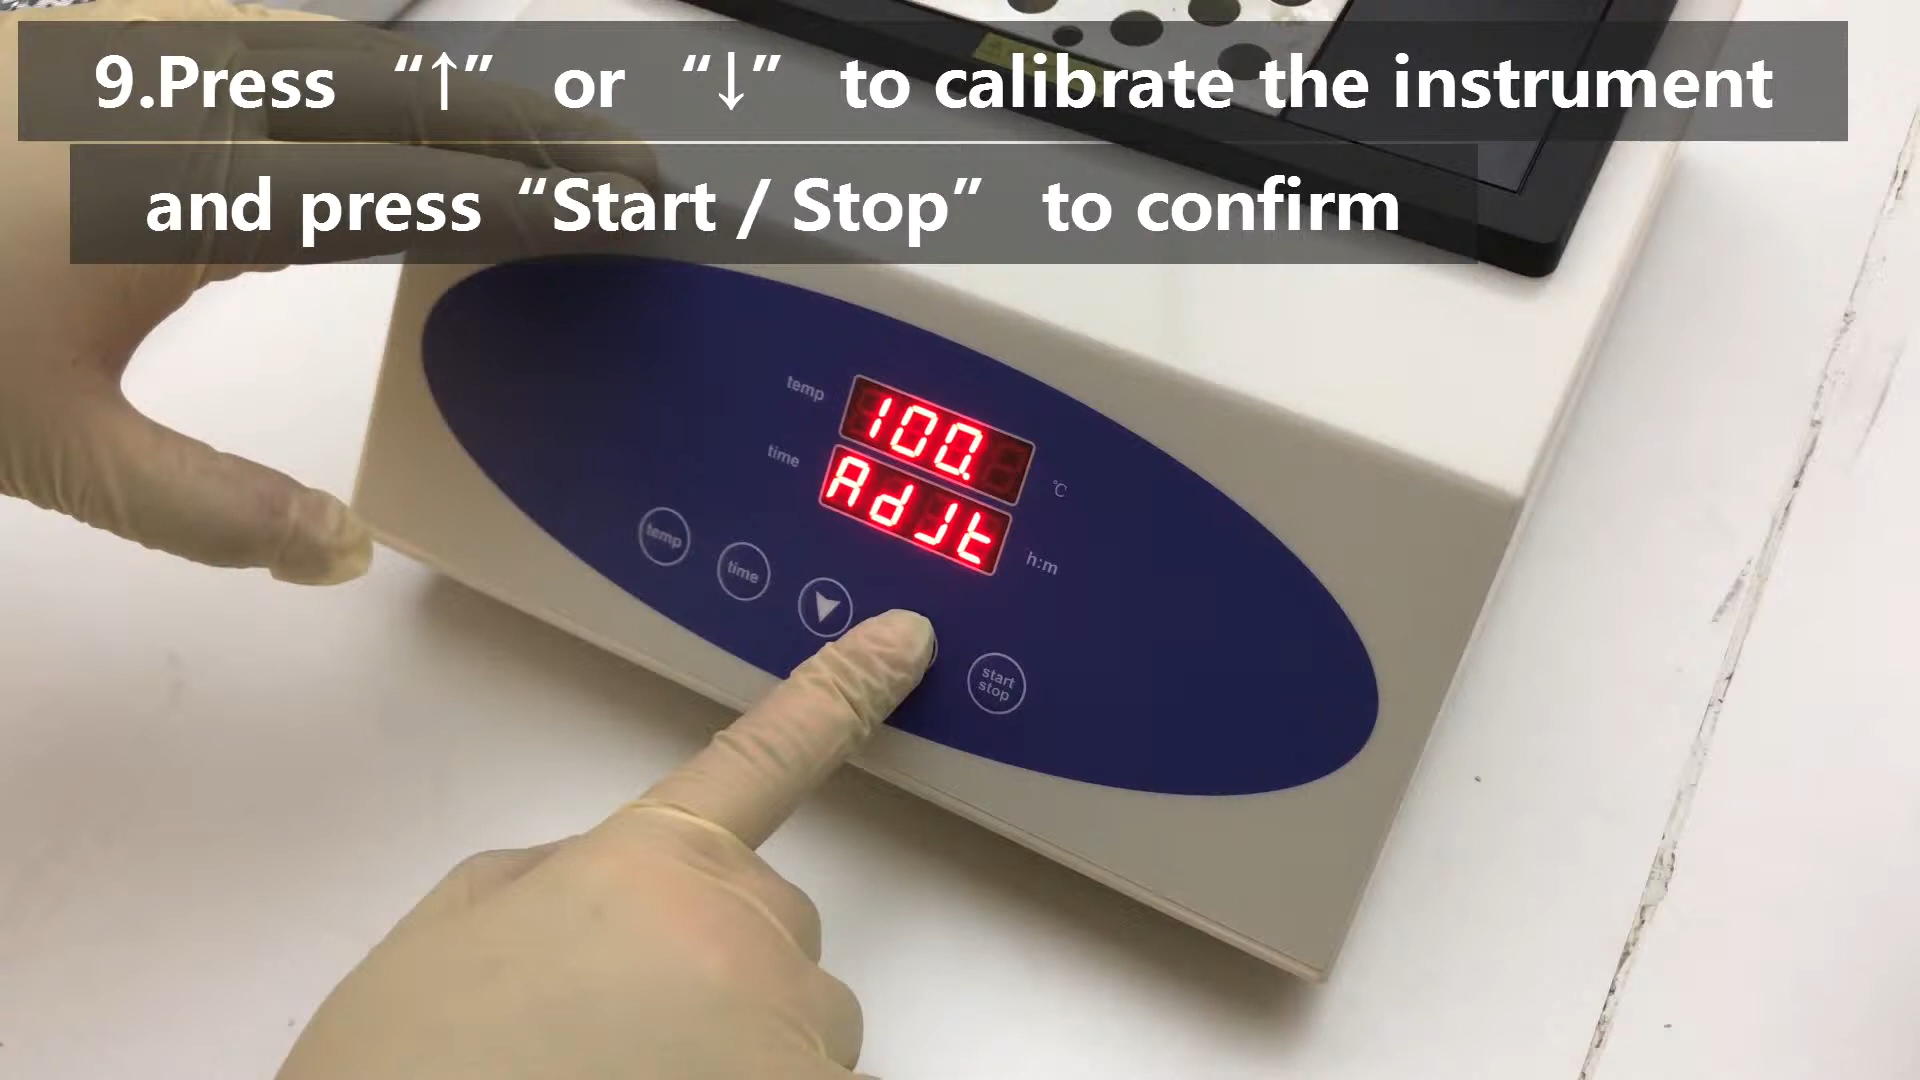 9.Press “↑” or “↓” to calibrate the instrument
and press “Start / Stop” to confirm
temp
100.
℃
time
AdJt
h:m
temp
time
start
stop